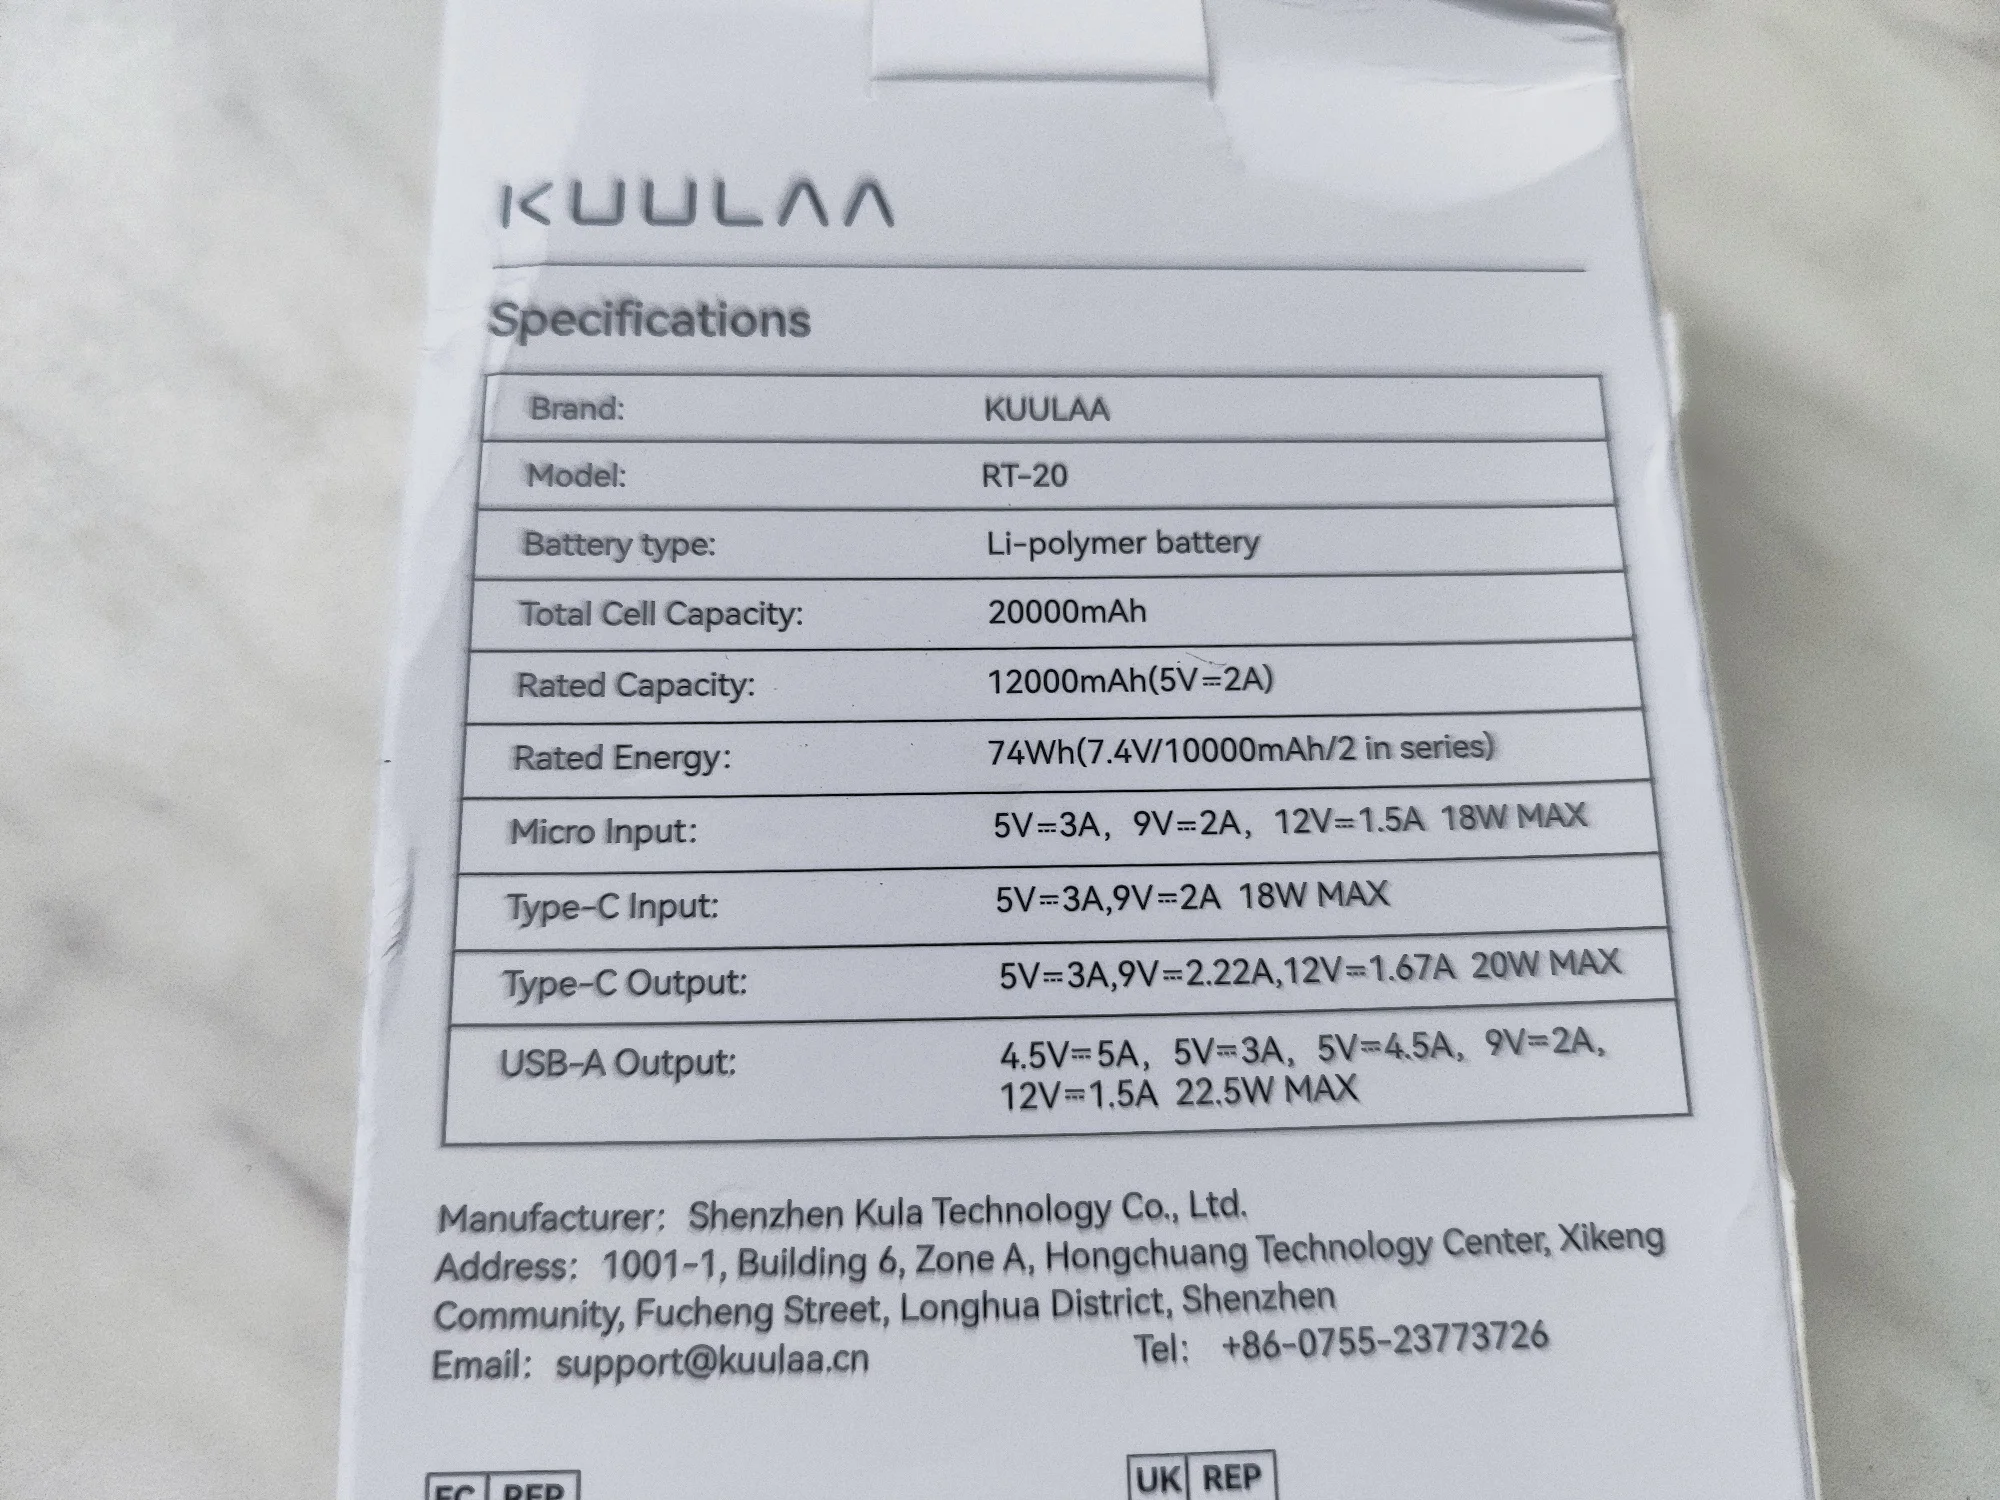 KUULAA
Specifications
Brand: KUULAA
Model: RT-20
Battery type: Li-polymer battery
Total Cell Capacity: 20000mAh
Rated Capacity: 12000mAh(5V⎓2A)
Rated Energy: 74Wh(7.4V/10000mAh/2 in series)
Micro Input: 5V⎓3A, 9V⎓2A, 12V⎓1.5A 18W MAX
Type-C Input: 5V⎓3A,9V⎓2A 18W MAX
Type-C Output: 5V⎓3A,9V⎓2.22A,12V⎓1.67A 20W MAX
USB-A Output: 4.5V⎓5A, 5V⎓3A, 5V⎓4.5A, 9V⎓2A,
12V⎓1.5A 22.5W MAX
Manufacturer: Shenzhen Kula Technology Co., Ltd.
Address: 1001-1, Building 6, Zone A, Hongchuang Technology Center, Xikeng
Community, Fucheng Street, Longhua District, Shenzhen
Email: support@kuulaa.cn Tel: +86-0755-23773726
EC REP UK REP